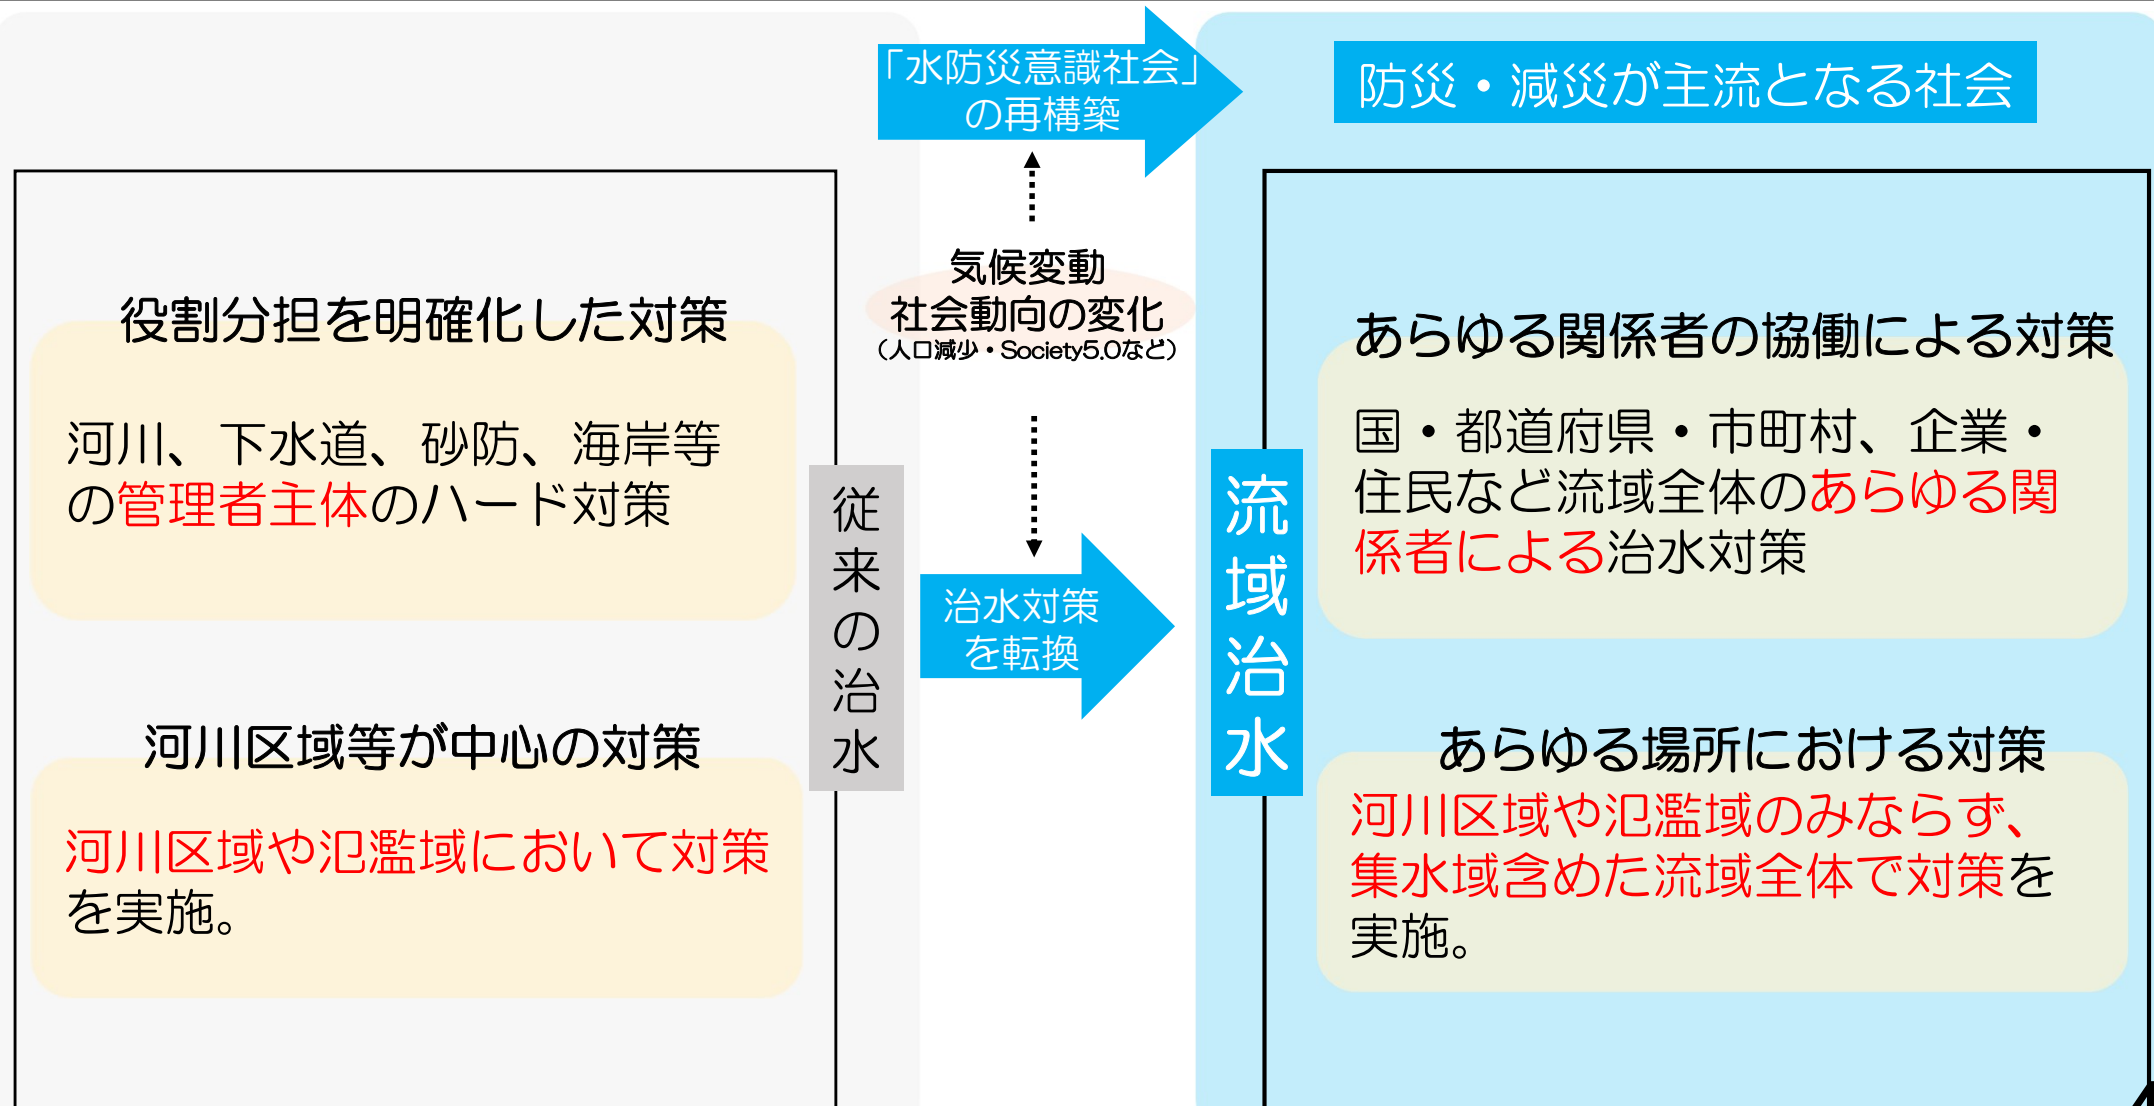 「水防災意識社会」
の再構築
防災・減災が主流となる社会
気候変動
社会動向の変化
（人口減少・Society5.0など）
役割分担を明確化した対策
河川、下水道、砂防、海岸等
の管理者主体のハード対策
河川区域等が中心の対策
河川区域や氾濫域において対策
を実施。
従来の治水
治水対策
を転換
流域治水
あらゆる関係者の協働による対策
国・都道府県・市町村、企業・
住民など流域全体のあらゆる関
係者による治水対策
あらゆる場所における対策
河川区域や氾濫域のみならず、
集水域含めた流域全体で対策を
実施。